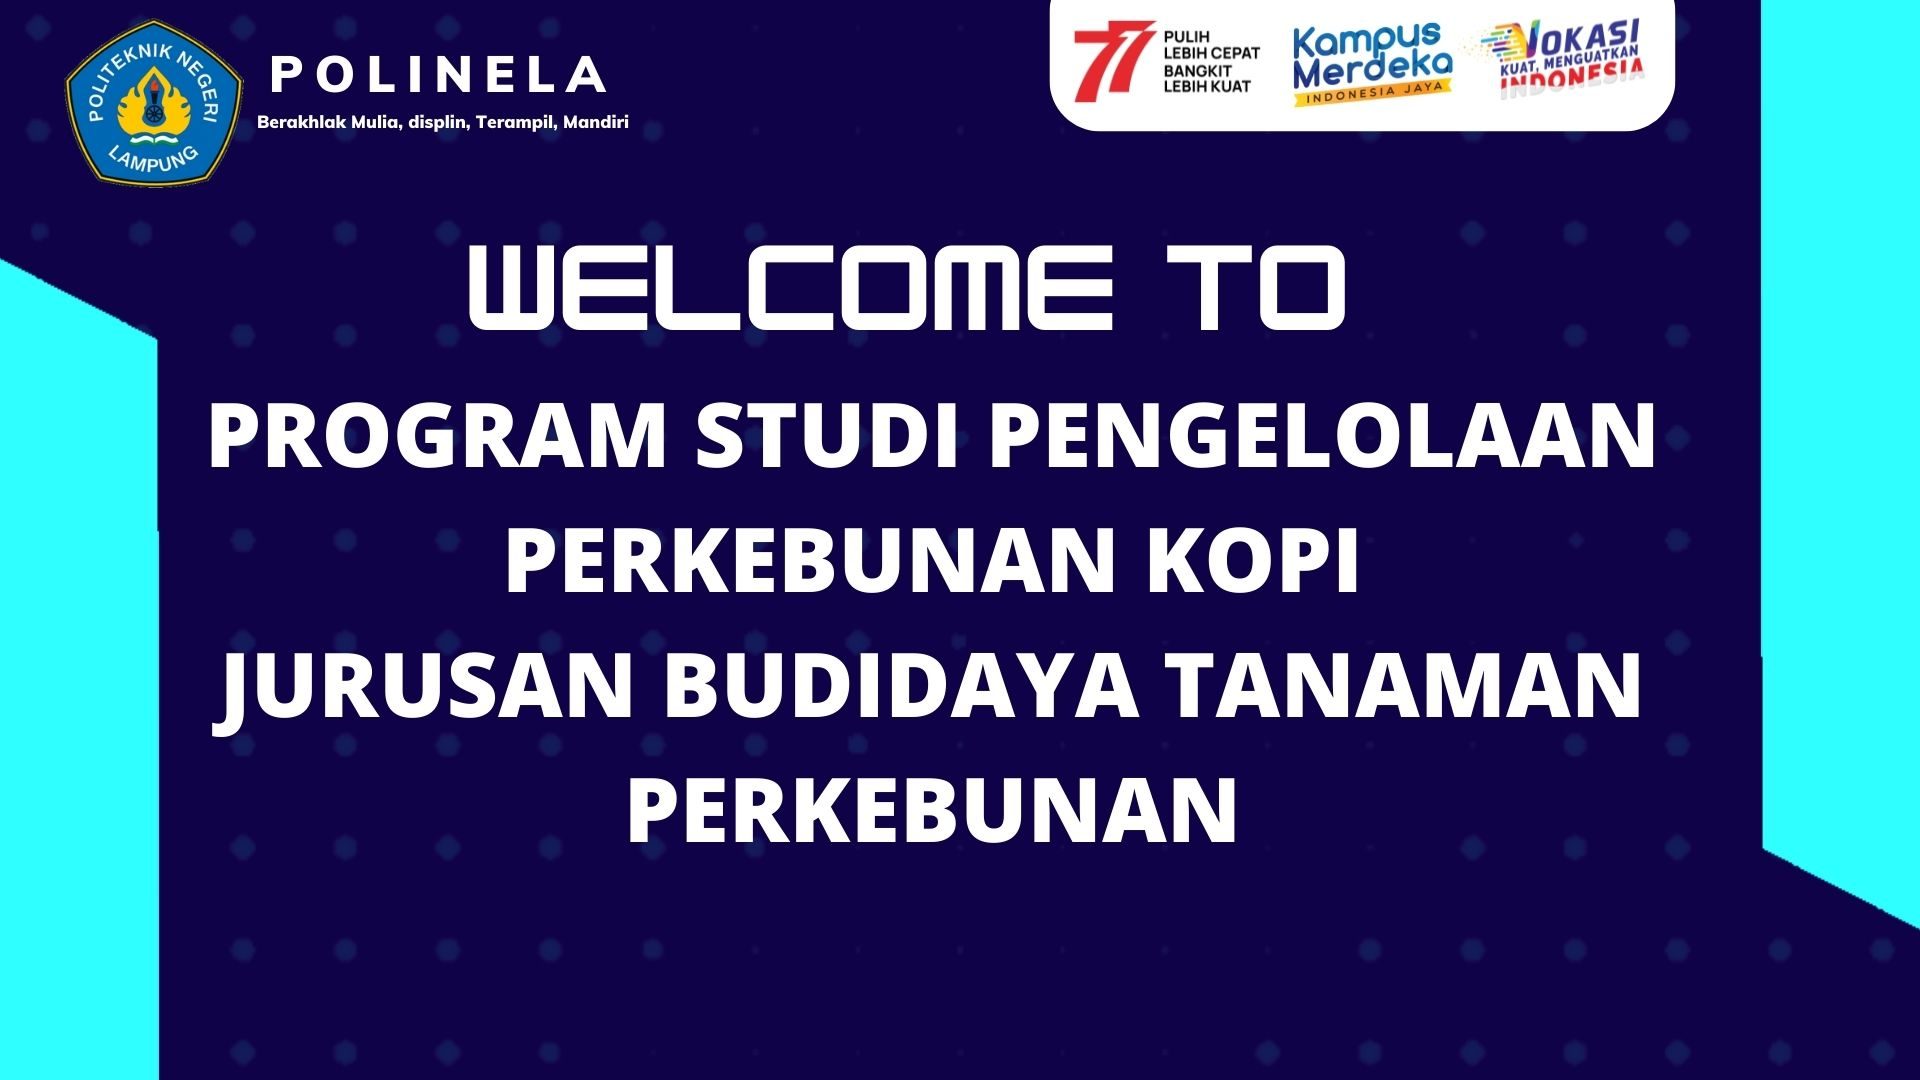 POLITEKNIK NEGERI
LAMPUNG
POLINELA
Berakhlak Mulia, displin, Terampil, Mandiri
77
PULIH
LEBIH CEPAT
BANGKIT
LEBIH KUAT
Kampus
Merdeka
INDONESIA JAYA
VOKASI
KUAT, MENGUATKAN
INDONESIA
WELCOME TO
PROGRAM STUDI PENGELOLAAN
PERKEBUNAN KOPI
JURUSAN BUDIDAYA TANAMAN
PERKEBUNAN